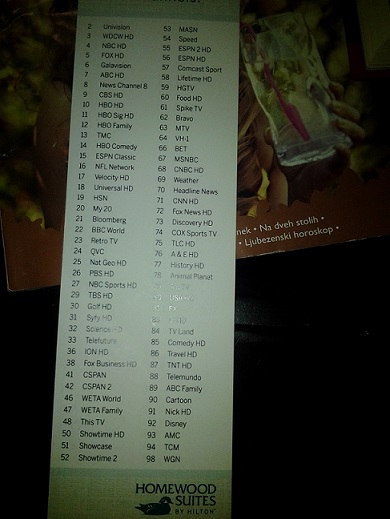 2 Univision
3 WDCW HD
4 NBC HD
5 FOX HD
6 Galavision
7 ABC HD
8 News Channel 8
9 CBS HD
10 HBO HD
11 HBO Sig HD
12 HBO Family
13 TMC
14 HBO Comedy
15 ESPN Classic
16 NFL Network
17 Velocity HD
18 Universal HD
19 HSN
20 My 20
21 Bloomberg
22 BBC World
23 Retro TV
24 QVC
25 Nat Geo HD
26 PBS HD
27 NBC Sports HD
29 TBS HD
30 Golf HD
31 Syfy HD
32 Science
33 Telefutura
36 ION HD
38 Fox Business HD
41 CSPAN
42 CSPAN 2
46 WETA World
47 WETA Family
48 This TV
50 Showtime HD
51 Showcase
52 Showtime 2
53 MASN
54 Speed
55 ESPN 2 HD
56 ESPN HD
57 Comcast Sport
58 Lifetime HD
59 HGTV
60 Food HD
61 Spike TV
62 Bravo
63 MTV
64 VH-1
66 BET
67 MSNBC
68 CNBC HD
69 Weather
70 Headline News
71 CNN HD
72 Fox News HD
73 Discovery HD
74 COX Sports TV
75 TLC HD
76 A & E HD
77 History HD
78 Animal Planet
84 TV Land
85 Comedy HD
86 Travel HD
87 TNT HD
88 Telemundo
89 ABC Family
90 Cartoon
91 Nick HD
92 Disney
93 AMC
94 TCM
98 WGN
HOMEWOOD
SUITES
BY HILTON
• Na dveh stolih •
• Ljubezenski horoskop •